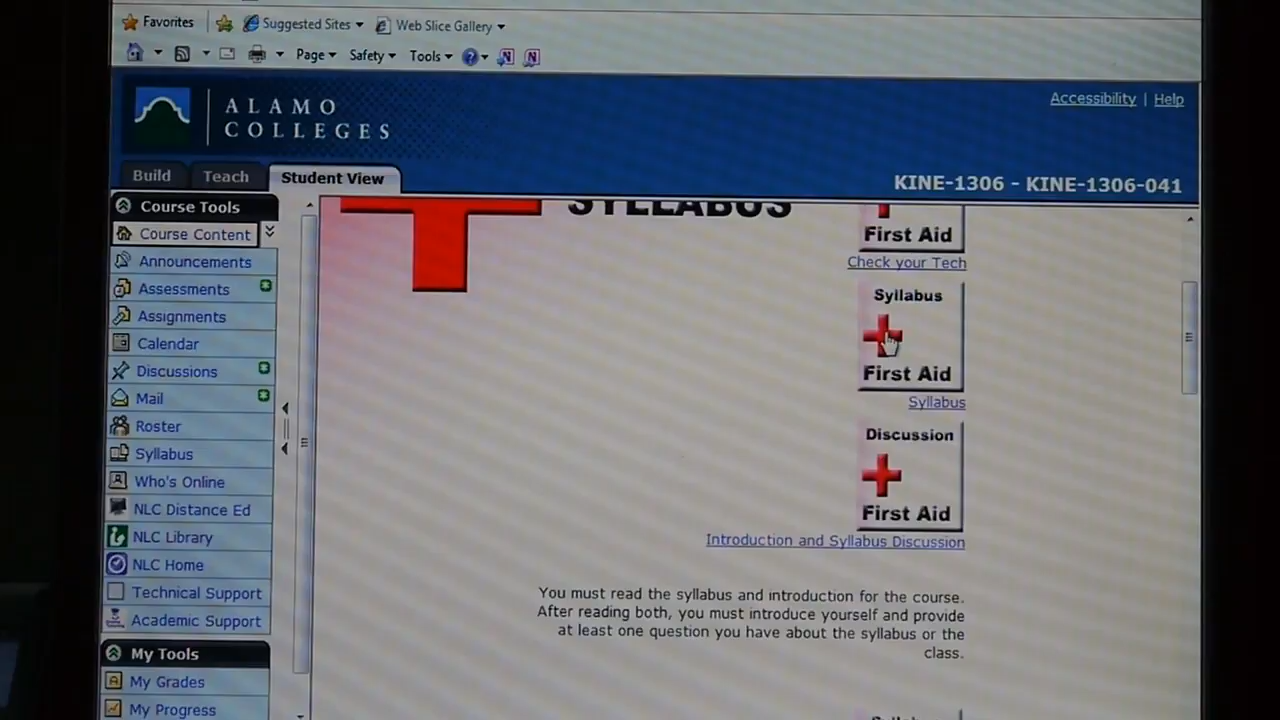 Favorites Suggested Sites Web Slice Gallery
Page Safety Tools
ALAMO
COLLEGES
Accessibility | Help
Build Teach Student View
KINE-1306 - KINE-1306-041
Course Tools
Course Content
Announcements
Assessments
Assignments
Calendar
Discussions
Mail
Roster
Syllabus
Who's Online
NLC Distance Ed
NLC Library
NLC Home
Technical Support
Academic Support
My Tools
My Grades
My Progress
SYLLABUS
First Aid
Check your Tech
Syllabus
First Aid
Syllabus
Discussion
First Aid
Introduction and Syllabus Discussion
You must read the syllabus and introduction for the course.
After reading both, you must introduce yourself and provide
at least one question you have about the syllabus or the
class.